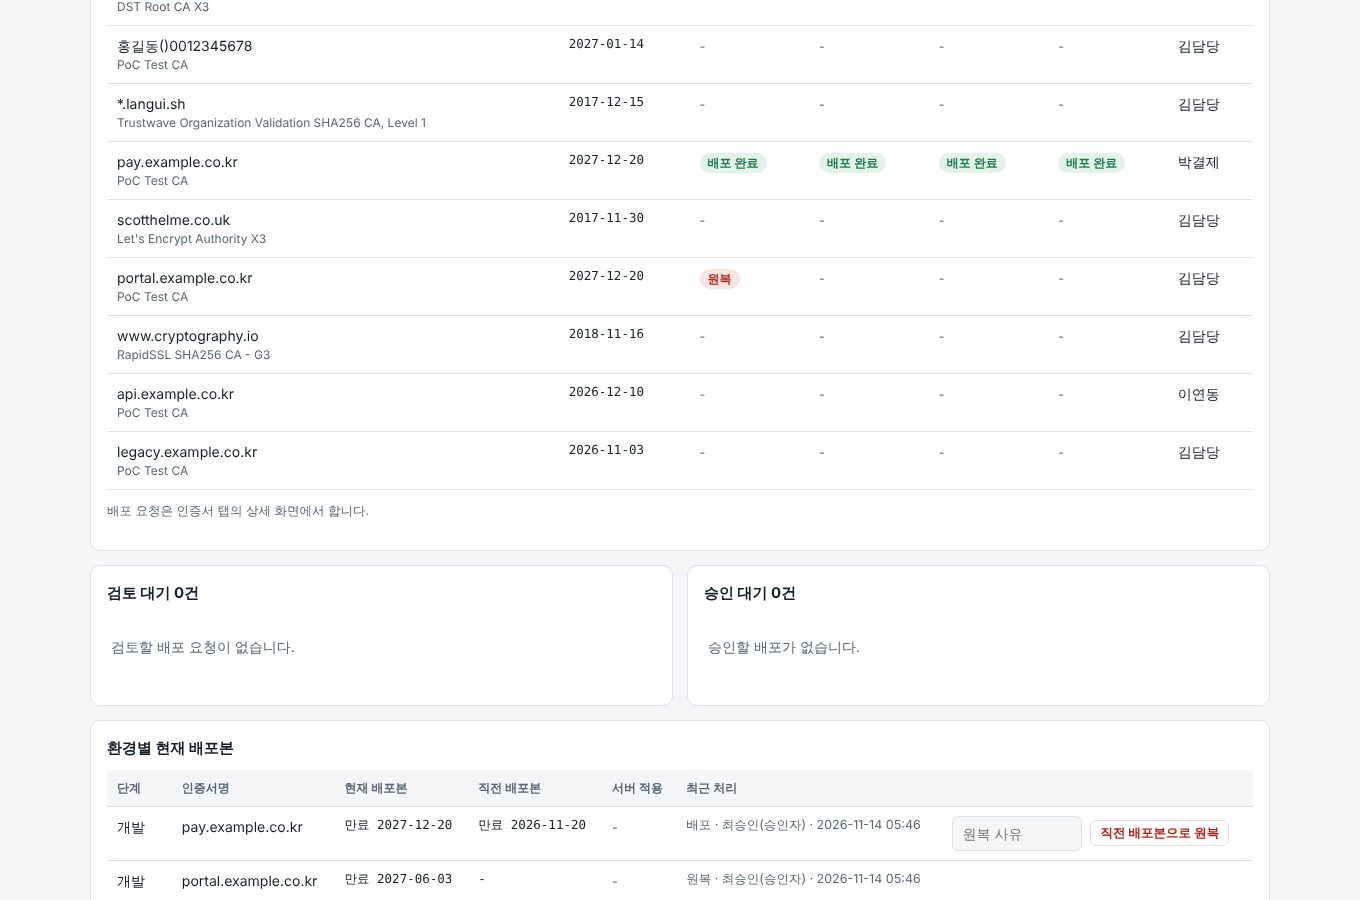 DST Root CA X3
홍길동()0012345678 2027-01-14 - - - - 김담당
PoC Test CA
*.langui.sh 2017-12-15 - - - - 김담당
Trustwave Organization Validation SHA256 CA, Level 1
pay.example.co.kr 2027-12-20 배포 완료 배포 완료 배포 완료 배포 완료 박결제
PoC Test CA
scotthelme.co.uk 2017-11-30 - - - - 김담당
Let's Encrypt Authority X3
portal.example.co.kr 2027-12-20 원복 - - - 김담당
PoC Test CA
www.cryptography.io 2018-11-16 - - - - 김담당
RapidSSL SHA256 CA - G3
api.example.co.kr 2026-12-10 - - - - 이연동
PoC Test CA
legacy.example.co.kr 2026-11-03 - - - - 김담당
PoC Test CA
배포 요청은 인증서 탭의 상세 화면에서 합니다.
검토 대기 0건
검토할 배포 요청이 없습니다.
승인 대기 0건
승인할 배포가 없습니다.
환경별 현재 배포본
단계 인증서명 현재 배포본 직전 배포본 서버 적용 최근 처리
개발 pay.example.co.kr 만료 2027-12-20 만료 2026-11-20 - 배포 · 최승인(승인자) · 2026-11-14 05:46 원복 사유 직전 배포본으로 원복
개발 portal.example.co.kr 만료 2027-06-03 - - 원복 · 최승인(승인자) · 2026-11-14 05:46